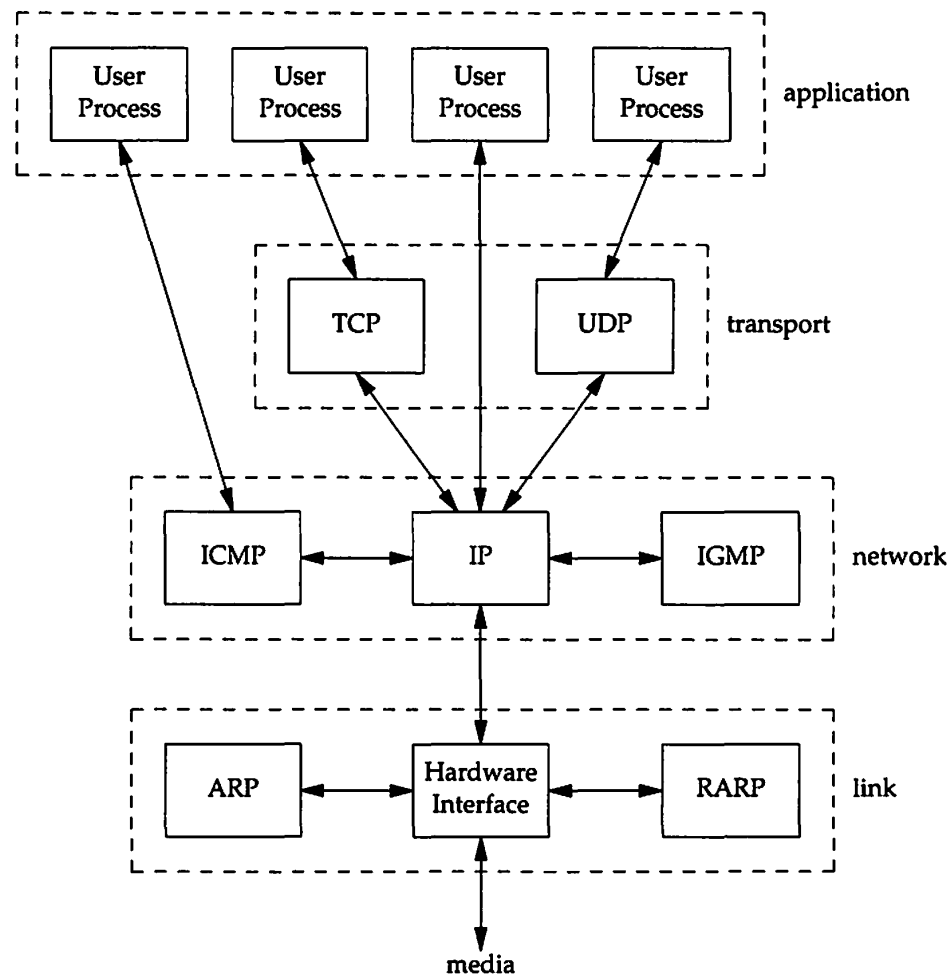 User
Process
User
Process
User
Process
User
Process
application
TCP
UDP
transport
ICMP
IP
IGMP
network
ARP
Hardware
Interface
RARP
link
media